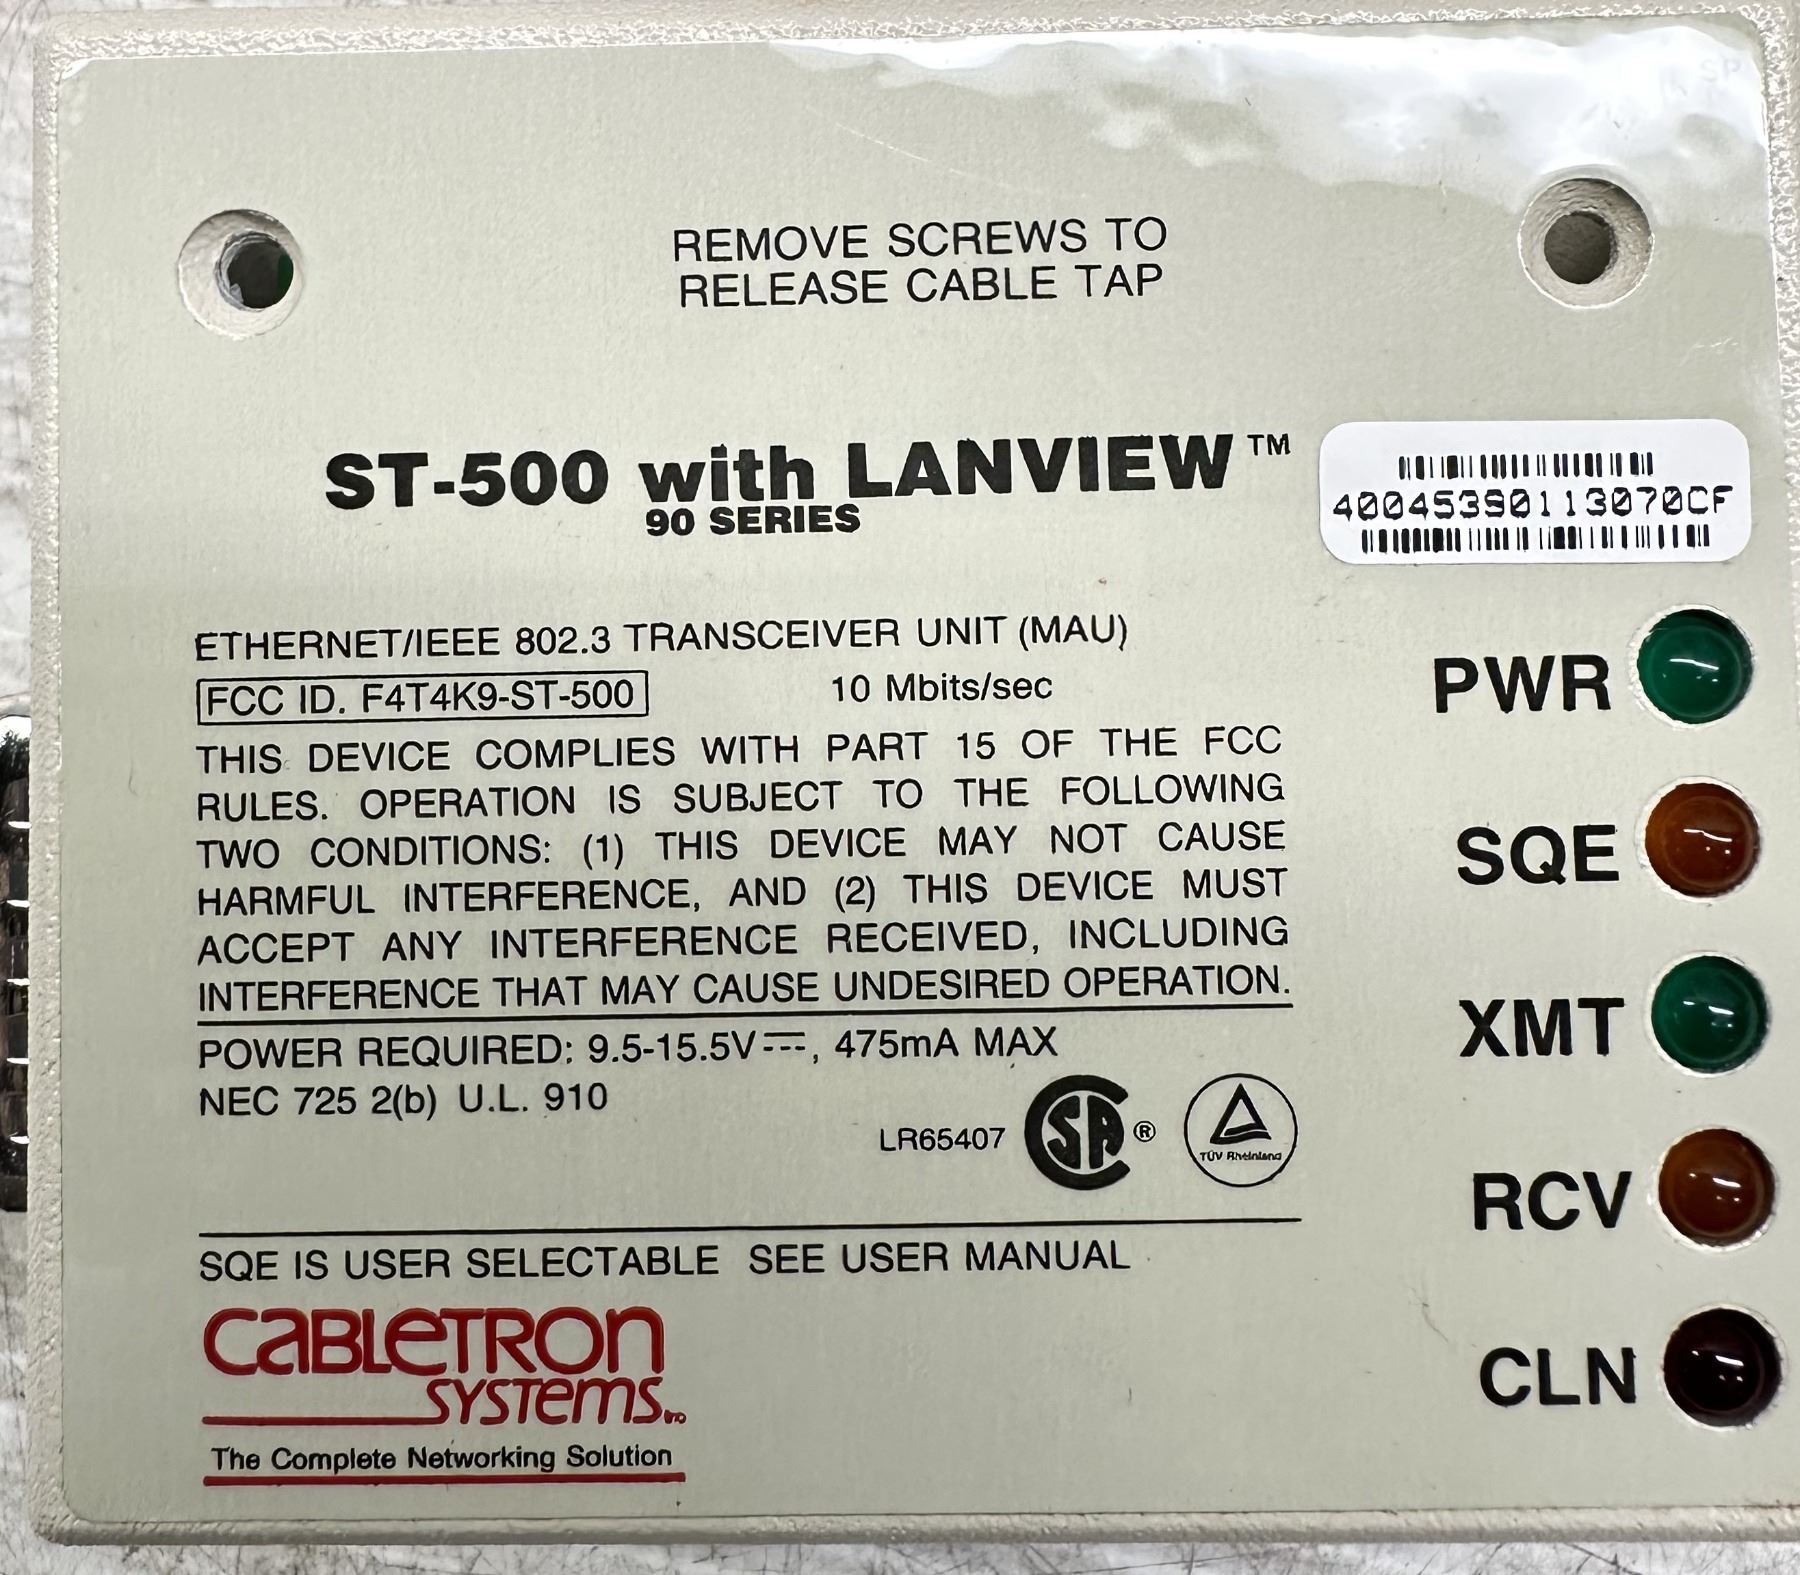 REMOVE SCREWS TO
RELEASE CABLE TAP
ST-500 with LANVIEW™
90 SERIES
40045390113070CF
ETHERNET/IEEE 802.3 TRANSCEIVER UNIT (MAU)
FCC ID. F4T4K9-ST-500 10 Mbits/sec
THIS DEVICE COMPLIES WITH PART 15 OF THE FCC
RULES. OPERATION IS SUBJECT TO THE FOLLOWING
TWO CONDITIONS: (1) THIS DEVICE MAY NOT CAUSE
HARMFUL INTERFERENCE, AND (2) THIS DEVICE MUST
ACCEPT ANY INTERFERENCE RECEIVED, INCLUDING
INTERFERENCE THAT MAY CAUSE UNDESIRED OPERATION.
POWER REQUIRED: 9.5-15.5V⎓, 475mA MAX
NEC 725 2(b) U.L. 910
LR65407 SA®
TÜV Rheinland
SQE IS USER SELECTABLE SEE USER MANUAL
CABLETRON
SYSTEMS INC
The Complete Networking Solution
PWR
SQE
XMT
RCV
CLN